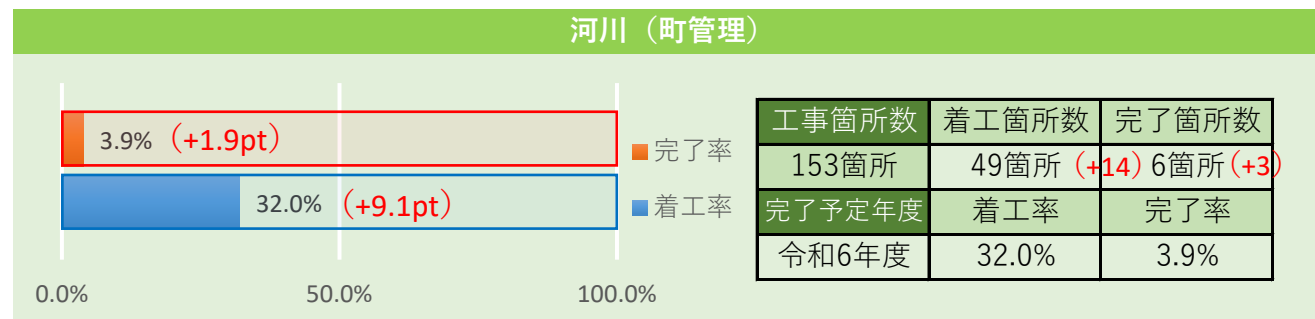 河川（町管理）
3.9%（+1.9pt）
32.0%（+9.1pt）
完了率
着工率
0.0% 50.0% 100.0%
工事箇所数 着工箇所数 完了箇所数
153箇所 49箇所（+14） 6箇所（+3）
完了予定年度 着工率 完了率
令和6年度 32.0% 3.9%